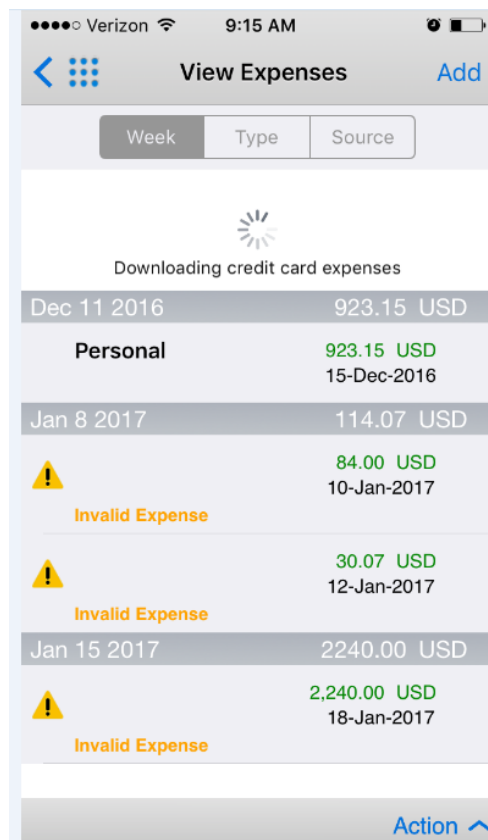 Verizon 9:15 AM
View Expenses Add
Week Type Source
Downloading credit card expenses
Dec 11 2016 923.15 USD
Personal 923.15 USD
15-Dec-2016
Jan 8 2017 114.07 USD
84.00 USD
10-Jan-2017
Invalid Expense
30.07 USD
12-Jan-2017
Invalid Expense
Jan 15 2017 2240.00 USD
2,240.00 USD
18-Jan-2017
Invalid Expense
Action